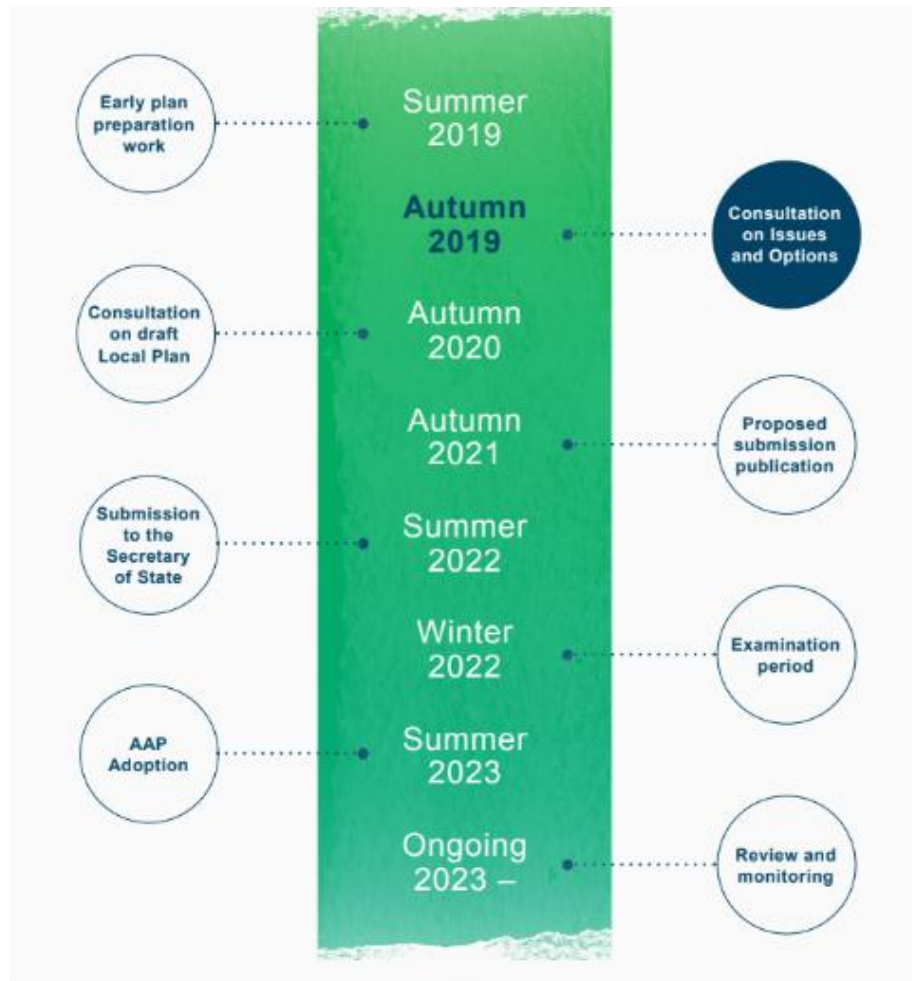 Early plan
preparation
work
Summer
2019
Autumn
2019
Consultation
on Issues
and Options
Consultation
on draft
Local Plan
Autumn
2020
Autumn
2021
Proposed
submission
publication
Submission
to the
Secretary
of State
Summer
2022
Winter
2022
Examination
period
AAP
Adoption
Summer
2023
Ongoing
2023 –
Review and
monitoring